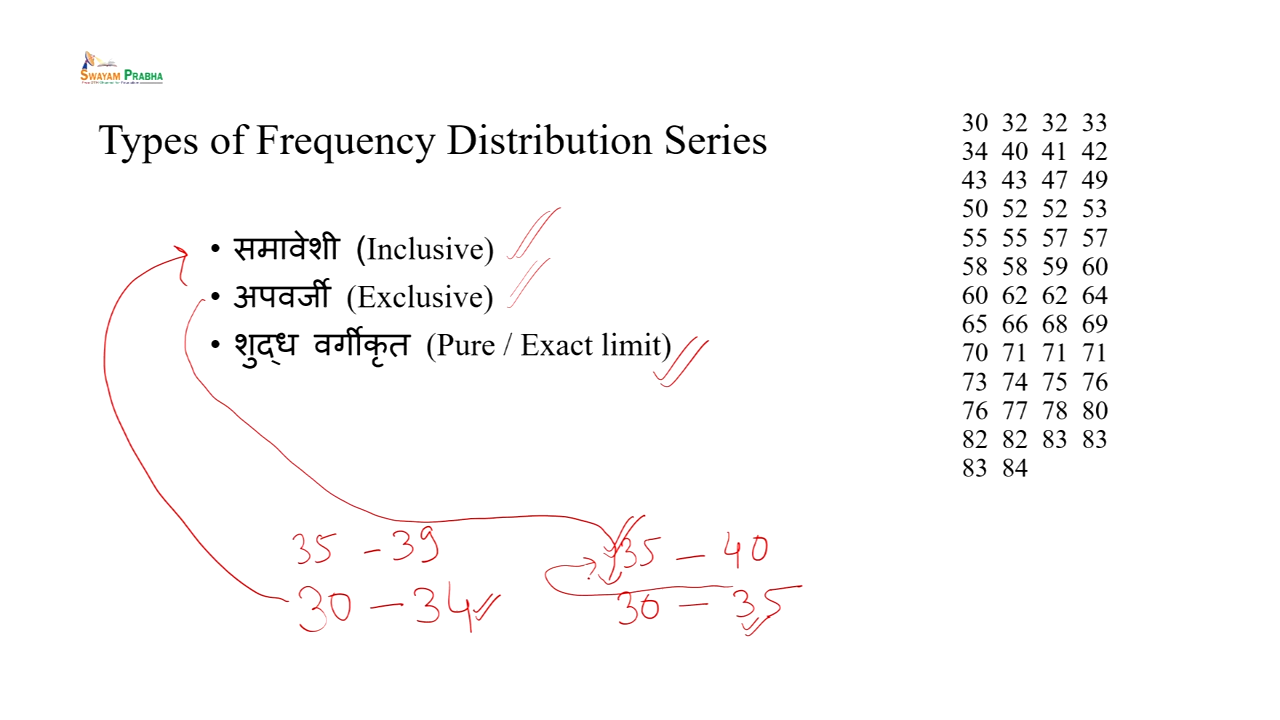 SWAYAM PRABHA
Types of Frequency Distribution Series
• समावेशी (Inclusive)
• अपवर्जी (Exclusive)
• शुद्ध वर्गीकृत (Pure / Exact limit)
30 32 32 33
34 40 41 42
43 43 47 49
50 52 52 53
55 55 57 57
58 58 59 60
60 62 62 64
65 66 68 69
70 71 71 71
73 74 75 76
76 77 78 80
82 82 83 83
83 84
35 - 39
30 - 34
35 - 40
30 - 35